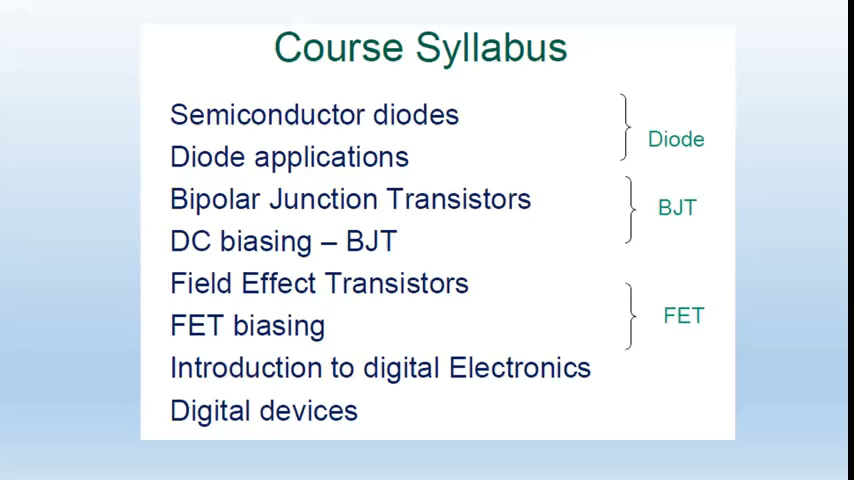 Course Syllabus
Semiconductor diodes
Diode applications
Diode
Bipolar Junction Transistors
DC biasing – BJT
BJT
Field Effect Transistors
FET biasing
FET
Introduction to digital Electronics
Digital devices